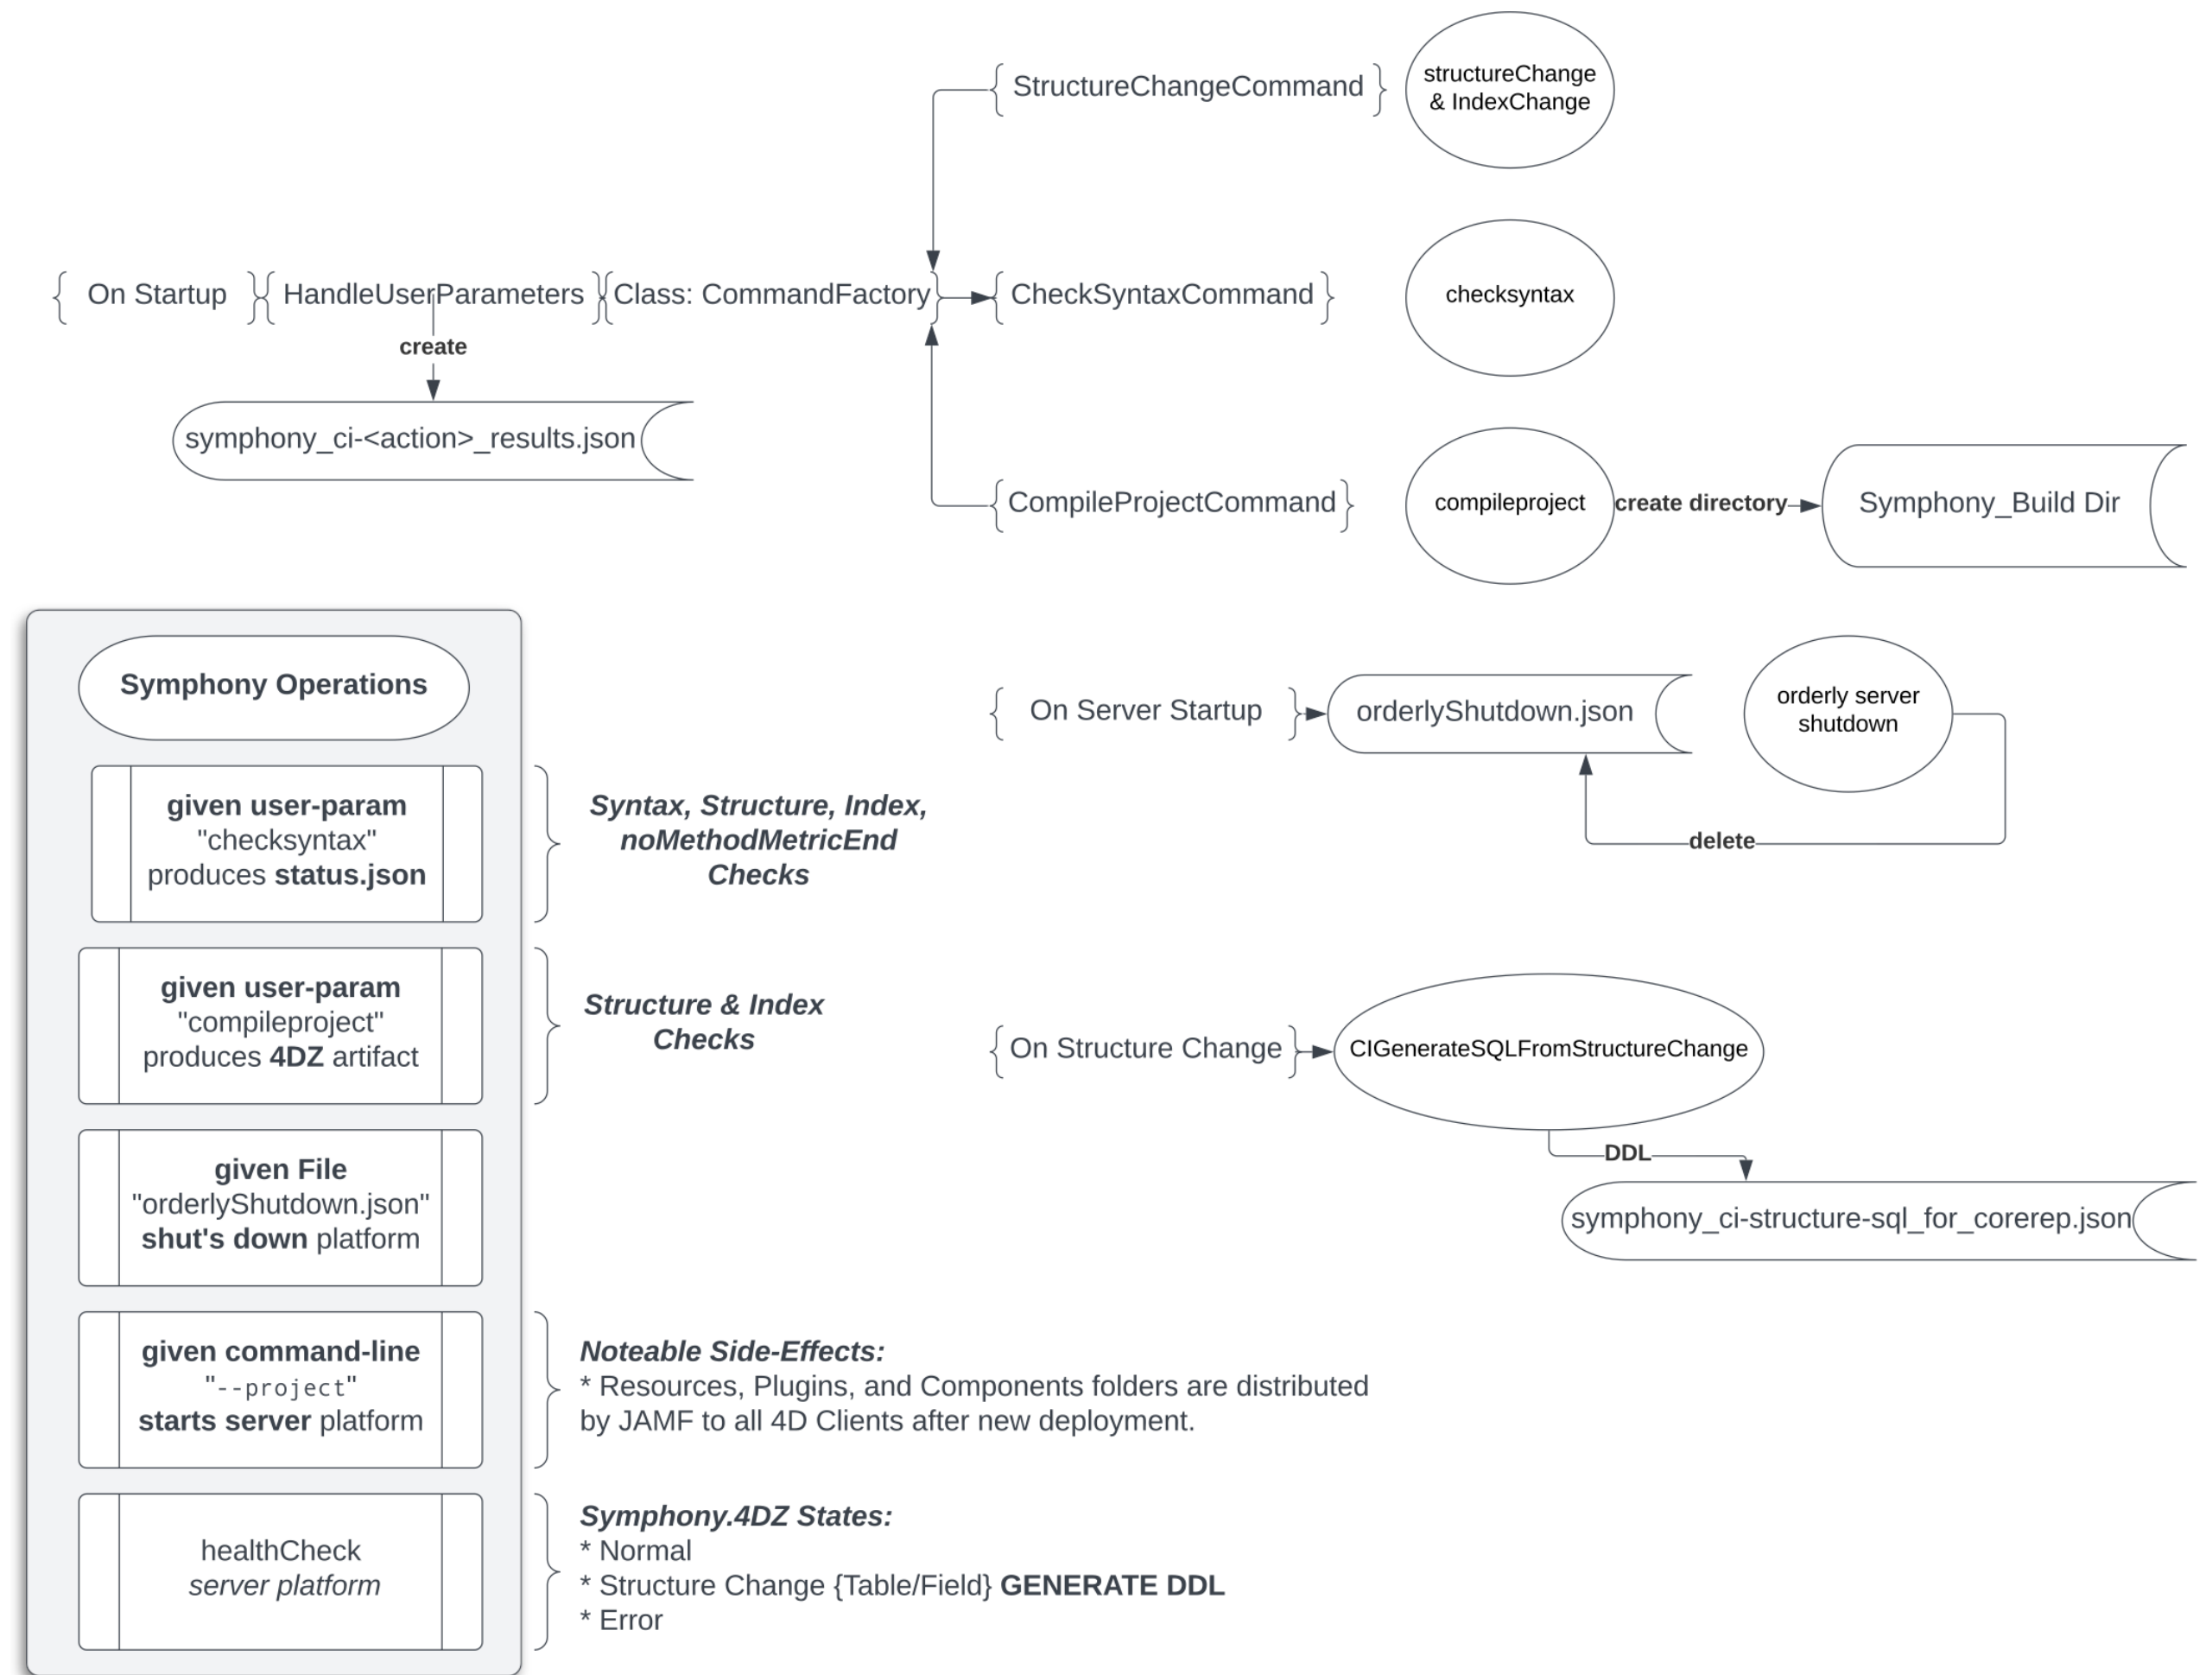 StructureChangeCommand
structureChange
& IndexChange
On Startup
HandleUserParameters
Class: CommandFactory
CheckSyntaxCommand
checksyntax
create
symphony_ci-<action>_results.json
CompileProjectCommand
compileproject
create directory
Symphony_Build Dir
Symphony Operations
given user-param
"checksyntax"
produces status.json
Syntax, Structure, Index,
noMethodMetricEnd
Checks
given user-param
"compileproject"
produces 4DZ artifact
Structure & Index
Checks
given File
"orderlyShutdown.json"
shut's down platform
given command-line
"--project"
starts server platform
Noteable Side-Effects:
* Resources, Plugins, and Components folders are distributed
by JAMF to all 4D Clients after new deployment.
healthCheck
server platform
Symphony.4DZ States:
* Normal
* Structure Change {Table/Field} GENERATE DDL
* Error
On Server Startup
orderlyShutdown.json
orderly server
shutdown
delete
On Structure Change
CIGenerateSQLFromStructureChange
DDL
symphony_ci-structure-sql_for_corerep.json